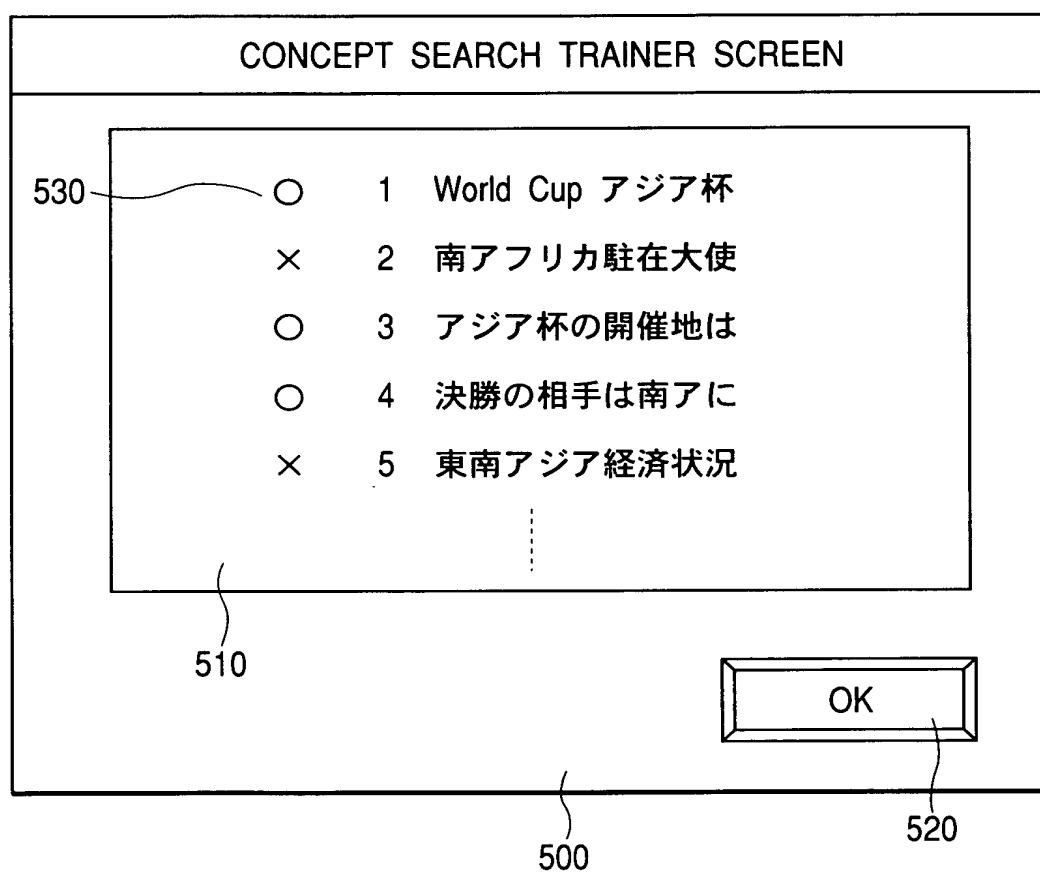 CONCEPT SEARCH TRAINER SCREEN
530 ○ 1 World Cup アジア杯
× 2 南アフリカ駐在大使
○ 3 アジア杯の開催地は
○ 4 決勝の相手は南アに
× 5 東南アジア経済状況
510
OK
520
500